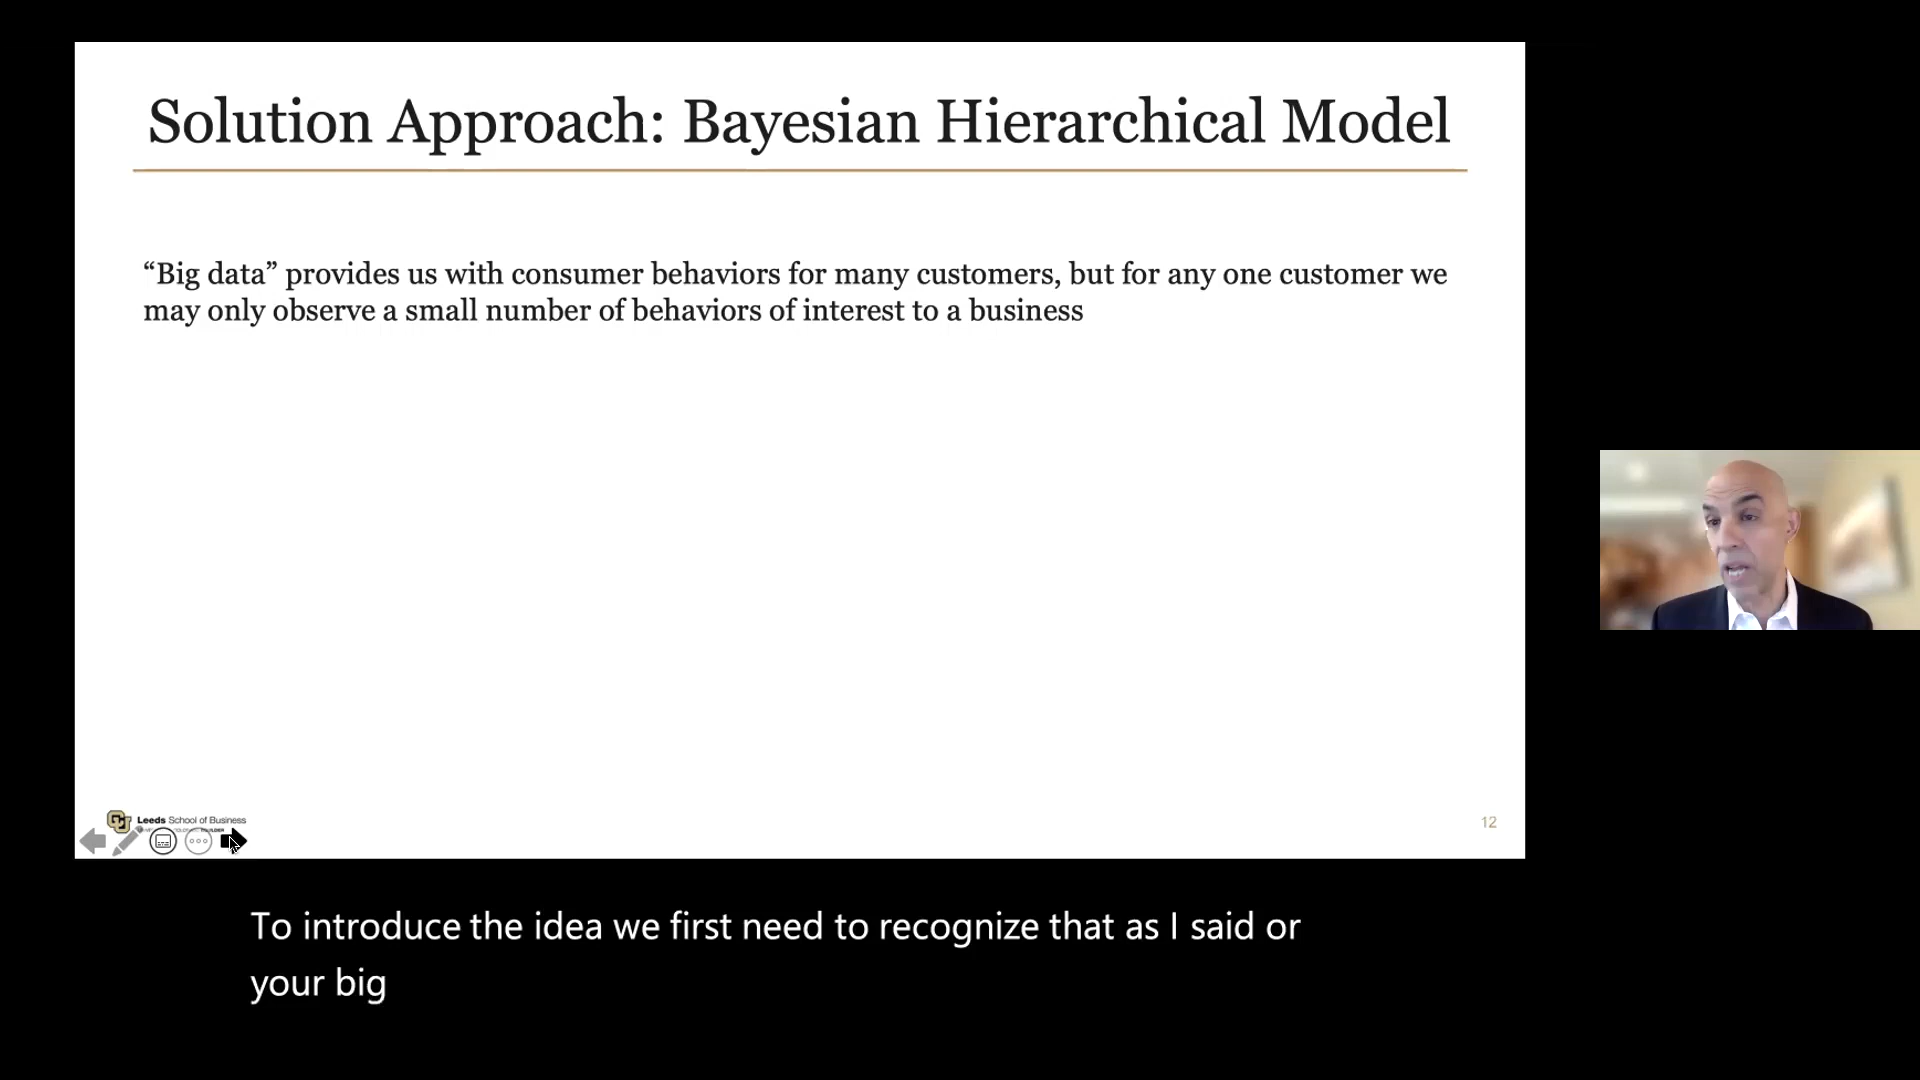 Solution Approach: Bayesian Hierarchical Model
“Big data” provides us with consumer behaviors for many customers, but for any one customer we
may only observe a small number of behaviors of interest to a business
Leeds School of Business
12
To introduce the idea we first need to recognize that as I said or
your big